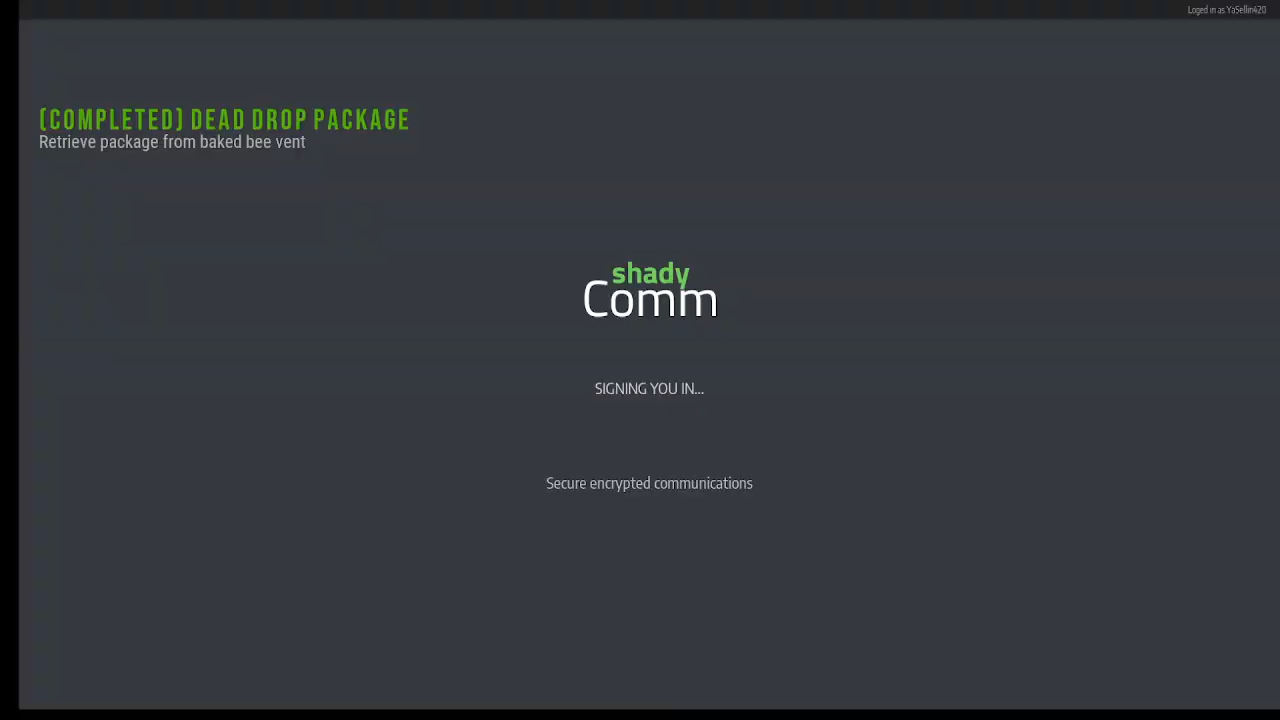 Loged in as YaSellin420
(COMPLETED) DEAD DROP PACKAGE
Retrieve package from baked bee vent
shady
Comm
SIGNING YOU IN...
Secure encrypted communications